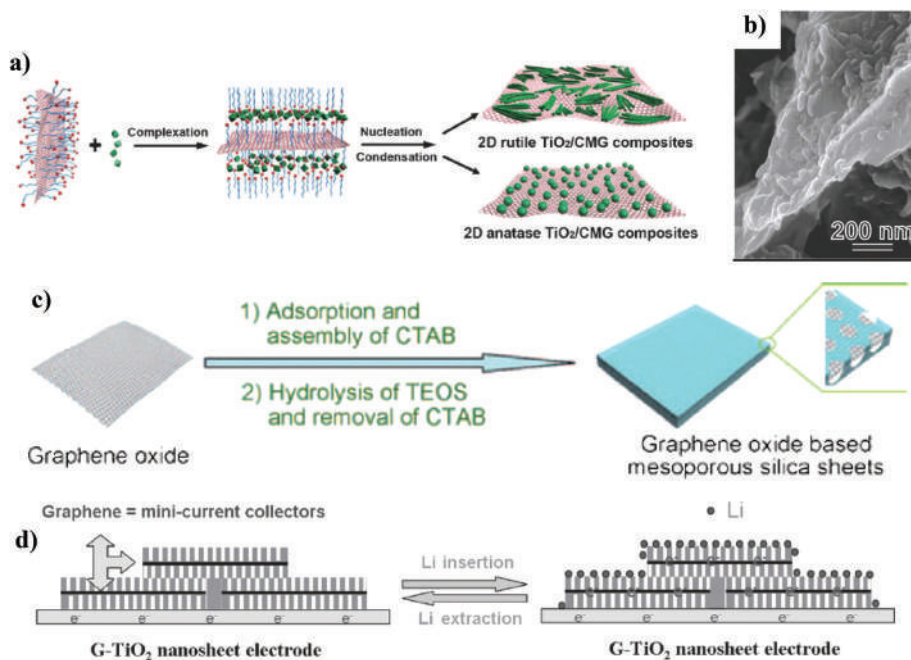 a)
b)
+
Complexation
Nucleation
Condensation
2D rutile TiO₂/CMG composites
2D anatase TiO₂/CMG composites
200 nm
c)
1) Adsorption and
assembly of CTAB
2) Hydrolysis of TEOS
and removal of CTAB
Graphene oxide
Graphene oxide based
mesoporous silica sheets
Graphene = mini-current collectors
d)
Li
Li insertion
Li extraction
e⁻ e⁻ e⁻ e⁻ e⁻
e⁻ e⁻ e⁻ e⁻ e⁻
G-TiO₂ nanosheet electrode
G-TiO₂ nanosheet electrode